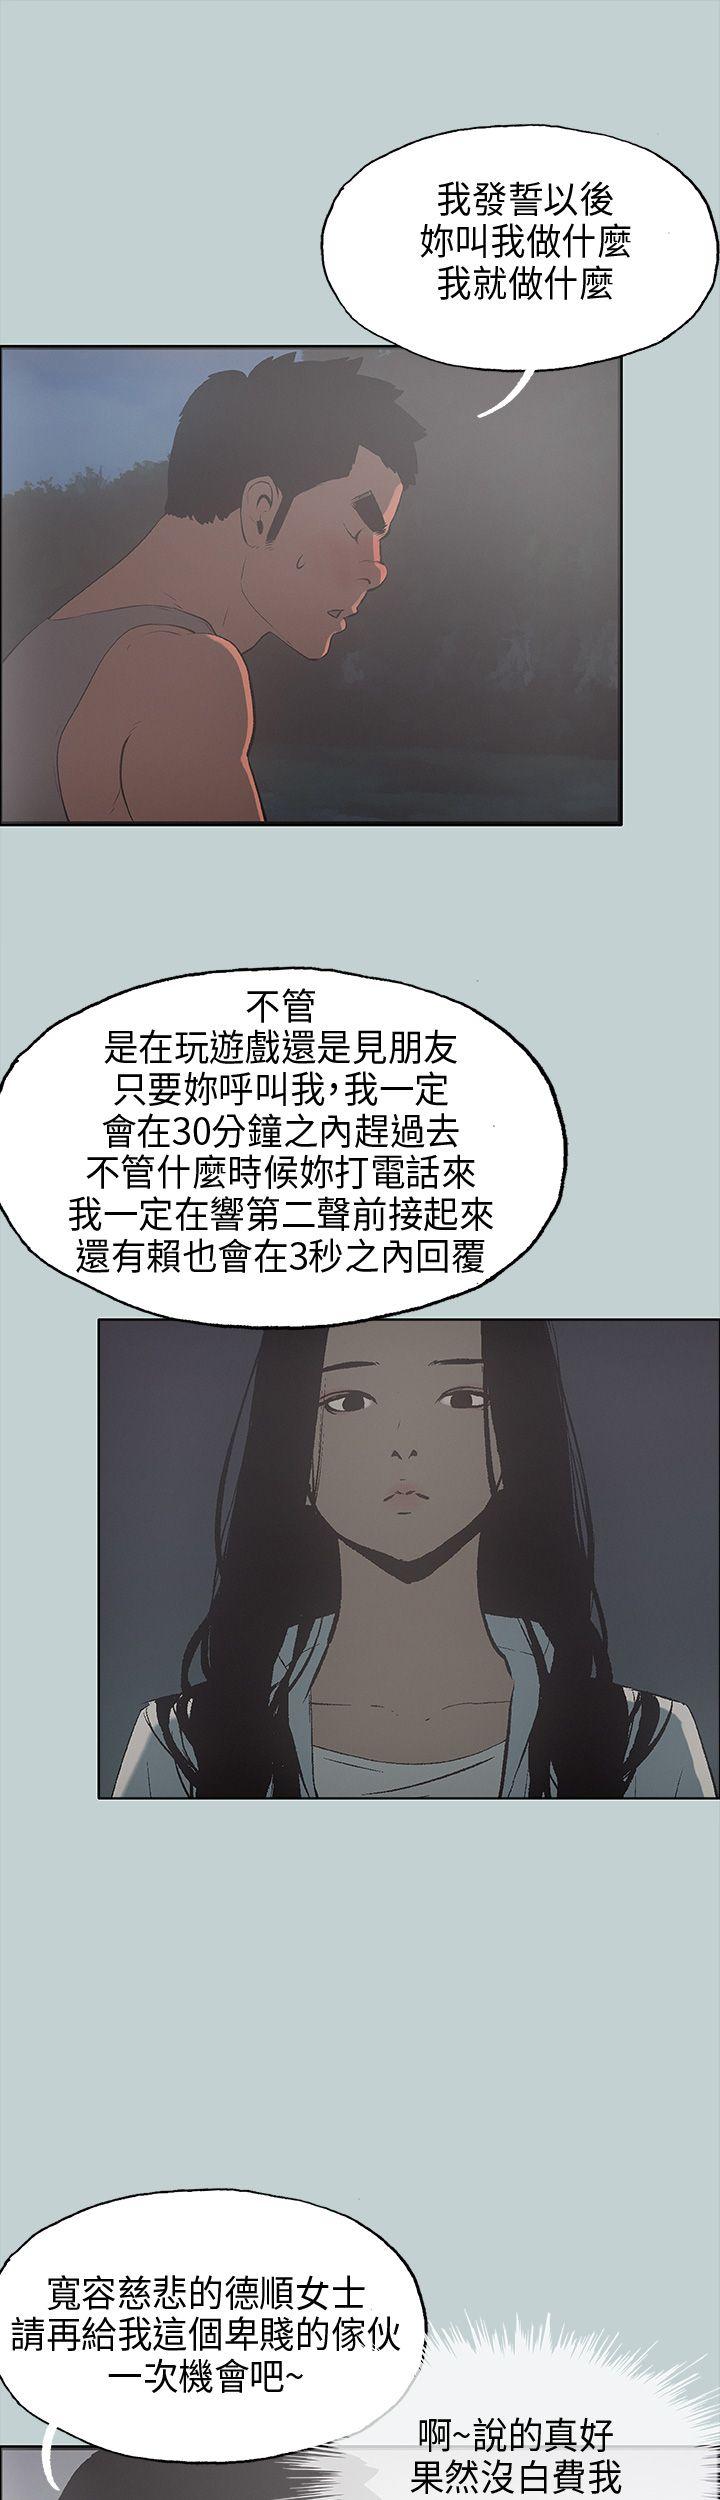 我發誓以後
妳叫我做什麼
我就做什麼
不管
是在玩遊戲還是見朋友
只要妳呼叫我，我一定
會在30分鐘之內趕過去
不管什麼時候妳打電話來
我一定在響第二聲前接起來
還有賴也會在3秒之內回覆
寬容慈悲的德順女士
請再給我這個卑賤的傢伙
一次機會吧~
啊~說的真好
果然沒白費我